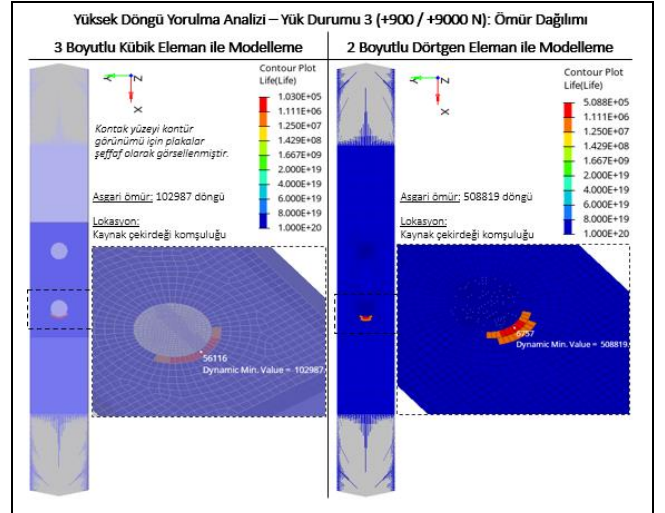 Yüksek Döngü Yorulma Analizi – Yük Durumu 3 (+900 / +9000 N): Ömür Dağılımı
3 Boyutlu Kübik Eleman ile Modelleme
Y
Z
X
Kontak yüzeyi kontür
görünümü için plakalar
şeffaf olarak görsellenmiştir.
Contour Plot
Life(Life)
1.030E+05
1.111E+06
1.250E+07
1.429E+08
1.667E+09
2.000E+19
4.000E+19
6.000E+19
8.000E+19
1.000E+20
Asgari ömür: 102987 döngü
Lokasyon:
Kaynak çekirdeği komşuluğu
56116
Dynamic Min. Value = 102987
2 Boyutlu Dörtgen Eleman ile Modelleme
Y
Z
X
Contour Plot
Life(Life)
5.088E+05
1.111E+06
1.250E+07
1.429E+08
1.667E+09
2.000E+19
4.000E+19
6.000E+19
8.000E+19
1.000E+20
Asgari ömür: 508819 döngü
Lokasyon:
Kaynak çekirdeği komşuluğu
Dynamic Min. Value = 508819